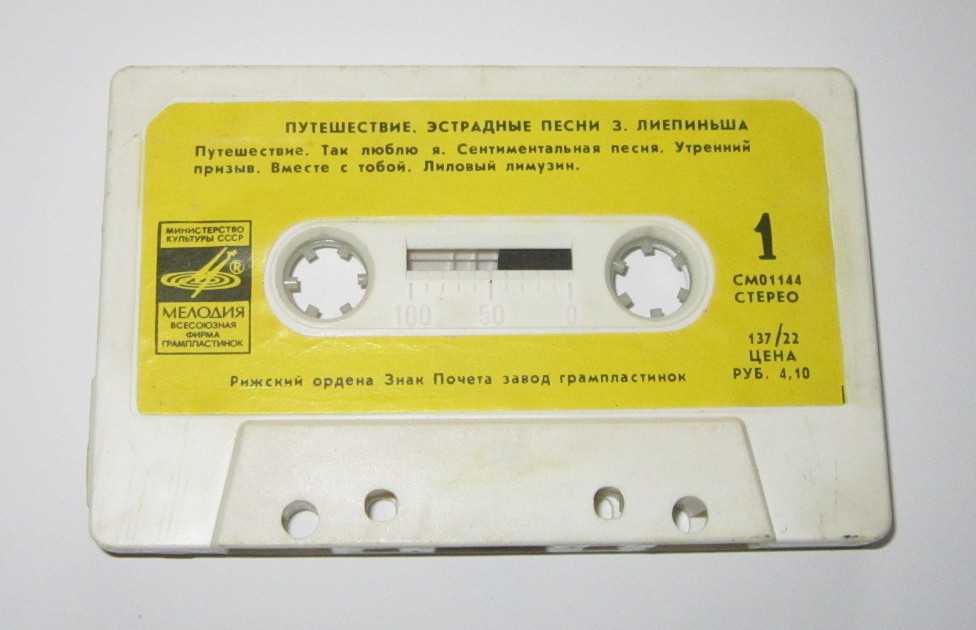 ПУТЕШЕСТВИЕ. ЭСТРАДНЫЕ ПЕСНИ З. ЛИЕПИНЬША
Путешествие. Так люблю я. Сентиментальная песня. Утренний
призыв. Вместе с тобой. Лиловый лимузин.
МИНИСТЕРСТВО
КУЛЬТУРЫ СССР
®
МЕЛОДИЯ
ВСЕСОЮЗНАЯ
ФИРМА
ГРАМПЛАСТИНОК
100 50 0
1
СМ01144
СТЕРЕО
137/22
ЦЕНА
РУБ. 4,10
Рижский ордена Знак Почета завод грампластинок